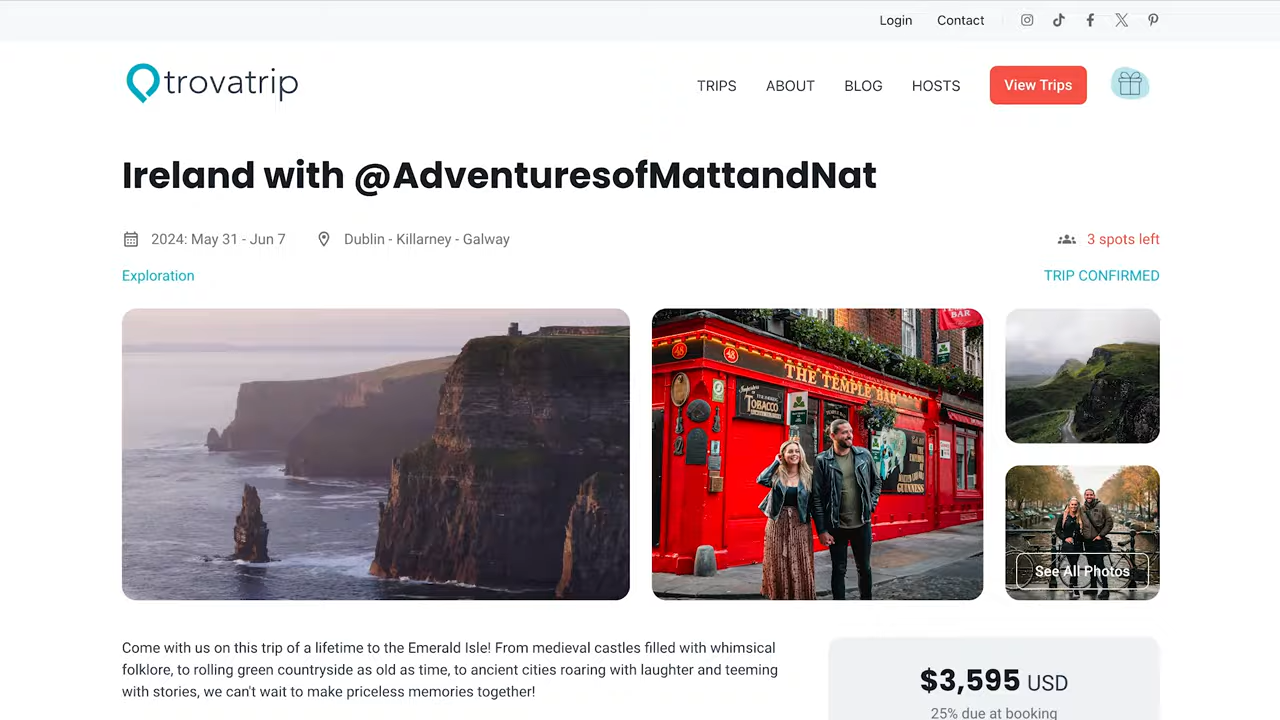 Login Contact
trovatrip
TRIPS ABOUT BLOG HOSTS View Trips
Ireland with @AdventuresofMattandNat
2024: May 31 - Jun 7 Dublin - Killarney - Galway 3 spots left
Exploration TRIP CONFIRMED
BAR
48 48
THE TEMPLE BAR
TOBACCO
GUINNESS
See All Photos
Come with us on this trip of a lifetime to the Emerald Isle! From medieval castles filled with whimsical
folklore, to rolling green countryside as old as time, to ancient cities roaring with laughter and teeming
with stories, we can't wait to make priceless memories together!
$3,595 USD
25% due at booking